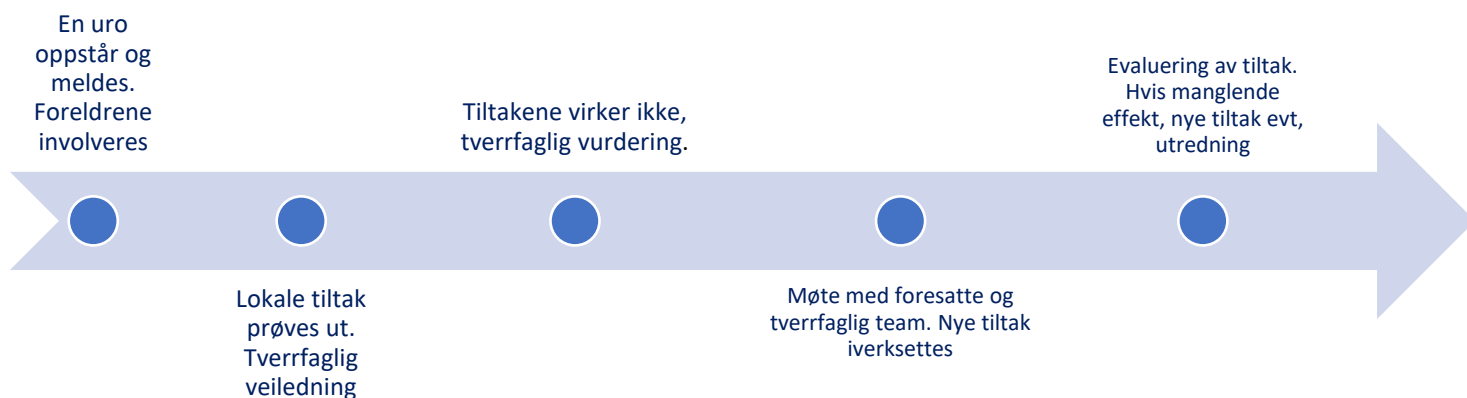 En uro
oppstår og
meldes.
Foreldrene
involveres
Lokale tiltak
prøves ut.
Tverrfaglig
veiledning
Tiltakene virker ikke,
tverrfaglig vurdering.
Møte med foresatte og
tverrfaglig team. Nye tiltak
iverksettes
Evaluering av tiltak.
Hvis manglende
effekt, nye tiltak evt,
utredning